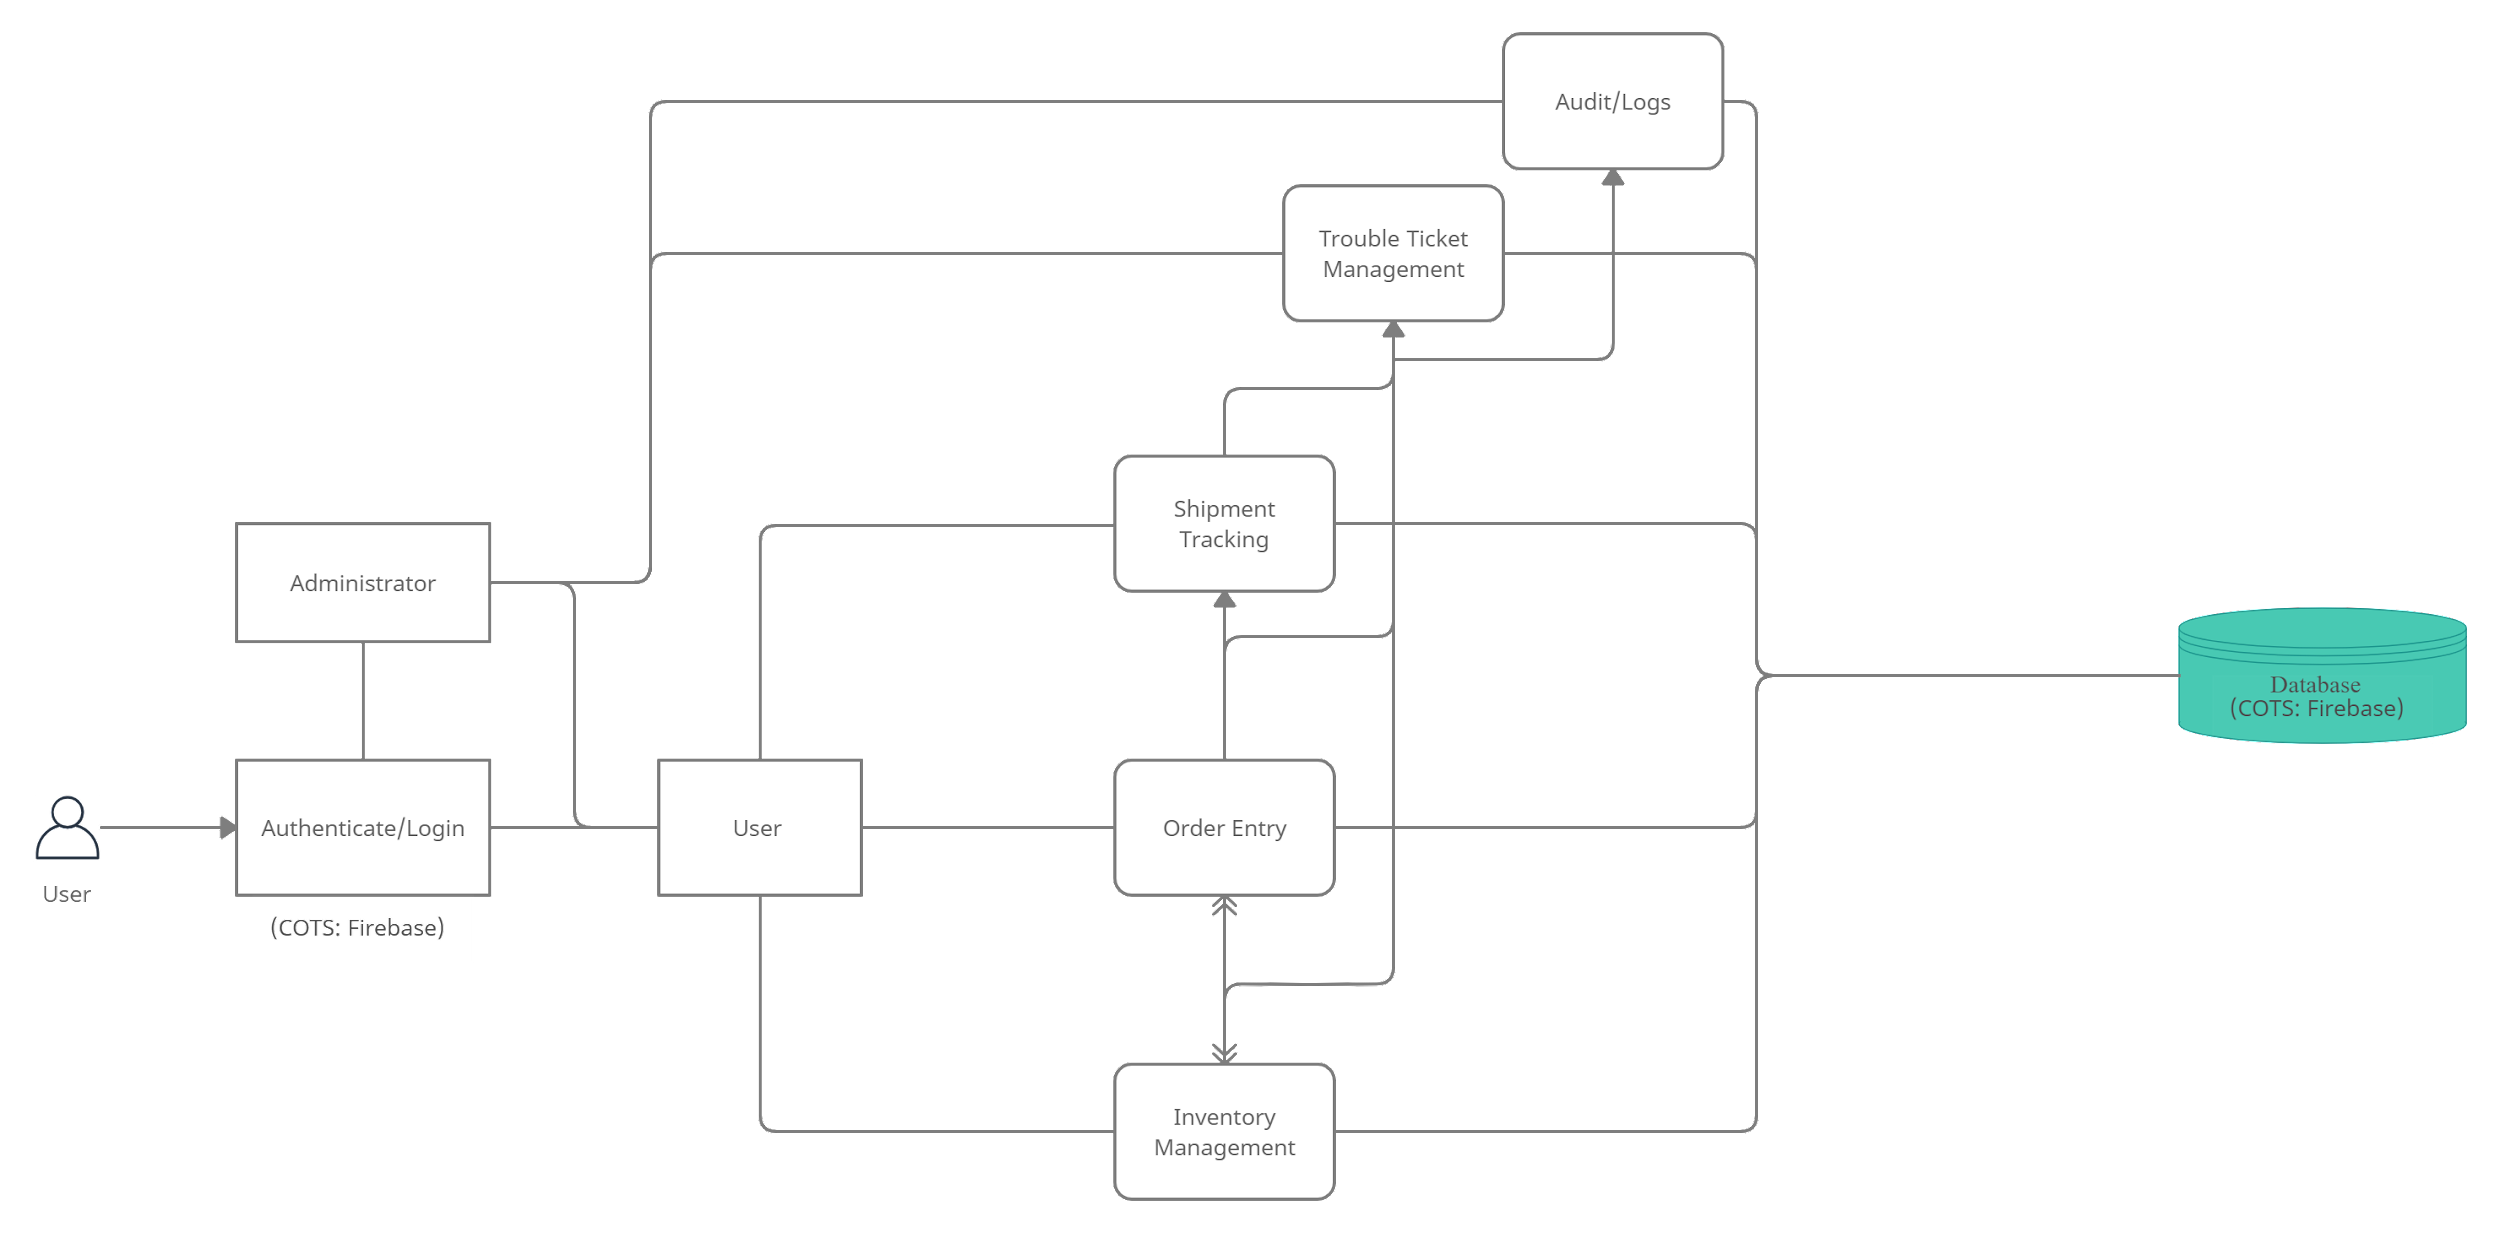 Audit/Logs
Trouble Ticket
Management
Shipment
Tracking
Administrator
Database
(COTS: Firebase)
Authenticate/Login
User
Order Entry
User
(COTS: Firebase)
Inventory
Management